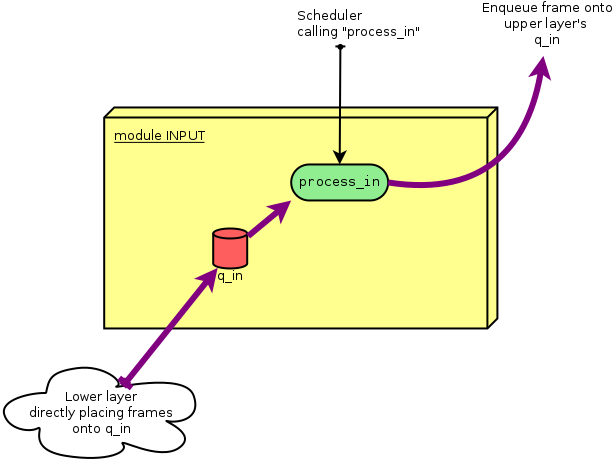 Scheduler
calling "process_in"
Enqueue frame onto
upper layer's
q_in
module INPUT
process_in
q_in
Lower layer
directly placing frames
onto q_in